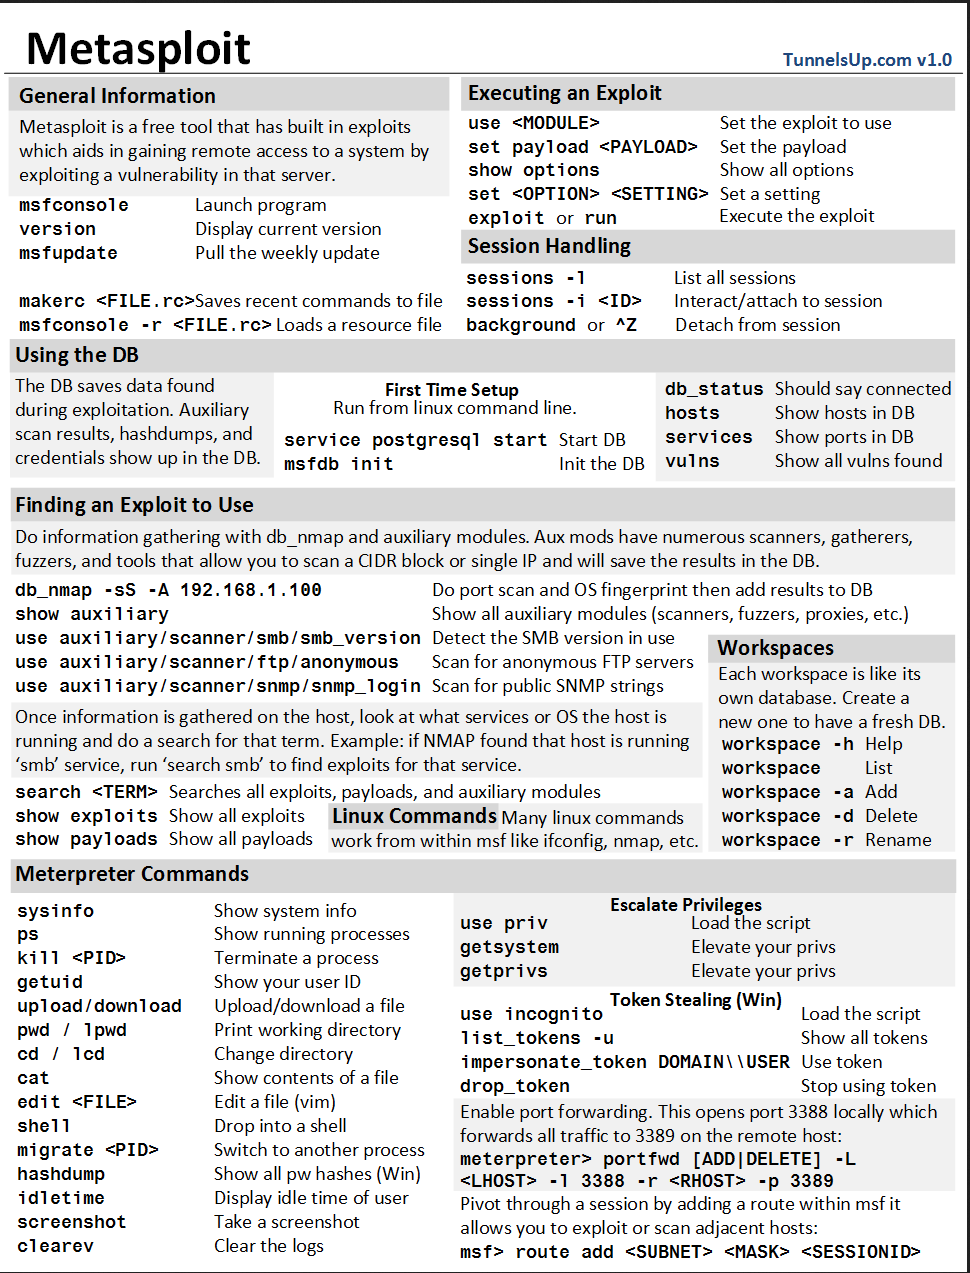 Metasploit
TunnelsUp.com v1.0
General Information
Metasploit is a free tool that has built in exploits
which aids in gaining remote access to a system by
exploiting a vulnerability in that server.
msfconsole Launch program
version Display current version
msfupdate Pull the weekly update
makerc <FILE.rc>Saves recent commands to file
msfconsole -r <FILE.rc> Loads a resource file
Executing an Exploit
use <MODULE> Set the exploit to use
set payload <PAYLOAD> Set the payload
show options Show all options
set <OPTION> <SETTING> Set a setting
exploit or run Execute the exploit
Session Handling
sessions -l List all sessions
sessions -i <ID> Interact/attach to session
background or ^Z Detach from session
Using the DB
The DB saves data found
during exploitation. Auxiliary
scan results, hashdumps, and
credentials show up in the DB.
First Time Setup
Run from linux command line.
service postgresql start Start DB
msfdb init Init the DB
db_status Should say connected
hosts Show hosts in DB
services Show ports in DB
vulns Show all vulns found
Finding an Exploit to Use
Do information gathering with db_nmap and auxiliary modules. Aux mods have numerous scanners, gatherers,
fuzzers, and tools that allow you to scan a CIDR block or single IP and will save the results in the DB.
db_nmap -sS -A 192.168.1.100 Do port scan and OS fingerprint then add results to DB
show auxiliary Show all auxiliary modules (scanners, fuzzers, proxies, etc.)
use auxiliary/scanner/smb/smb_version Detect the SMB version in use
use auxiliary/scanner/ftp/anonymous Scan for anonymous FTP servers
use auxiliary/scanner/snmp/snmp_login Scan for public SNMP strings
Once information is gathered on the host, look at what services or OS the host is
running and do a search for that term. Example: if NMAP found that host is running
‘smb’ service, run ‘search smb’ to find exploits for that service.
search <TERM> Searches all exploits, payloads, and auxiliary modules
show exploits Show all exploits
show payloads Show all payloads
Linux Commands Many linux commands
work from within msf like ifconfig, nmap, etc.
Workspaces
Each workspace is like its
own database. Create a
new one to have a fresh DB.
workspace -h Help
workspace List
workspace -a Add
workspace -d Delete
workspace -r Rename
Meterpreter Commands
sysinfo Show system info
ps Show running processes
kill <PID> Terminate a process
getuid Show your user ID
upload/download Upload/download a file
pwd / lpwd Print working directory
cd / lcd Change directory
cat Show contents of a file
edit <FILE> Edit a file (vim)
shell Drop into a shell
migrate <PID> Switch to another process
hashdump Show all pw hashes (Win)
idletime Display idle time of user
screenshot Take a screenshot
clearev Clear the logs
Escalate Privileges
use priv Load the script
getsystem Elevate your privs
getprivs Elevate your privs
Token Stealing (Win)
use incognito Load the script
list_tokens -u Show all tokens
impersonate_token DOMAIN\\USER Use token
drop_token Stop using token
Enable port forwarding. This opens port 3388 locally which
forwards all traffic to 3389 on the remote host:
meterpreter> portfwd [ADD|DELETE] -L
<LHOST> -l 3388 -r <RHOST> -p 3389
Pivot through a session by adding a route within msf it
allows you to exploit or scan adjacent hosts:
msf> route add <SUBNET> <MASK> <SESSIONID>